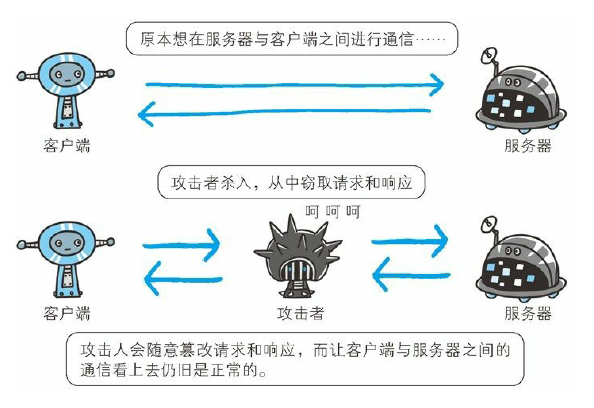 原本想在服务器与客户端之间进行通信……
客户端
服务器
攻击者杀入，从中窃取请求和响应
呵 呵 呵
客户端
攻击者
服务器
攻击人会随意篡改请求和响应，而让客户端与服务器之间的
通信看上去仍旧是正常的。